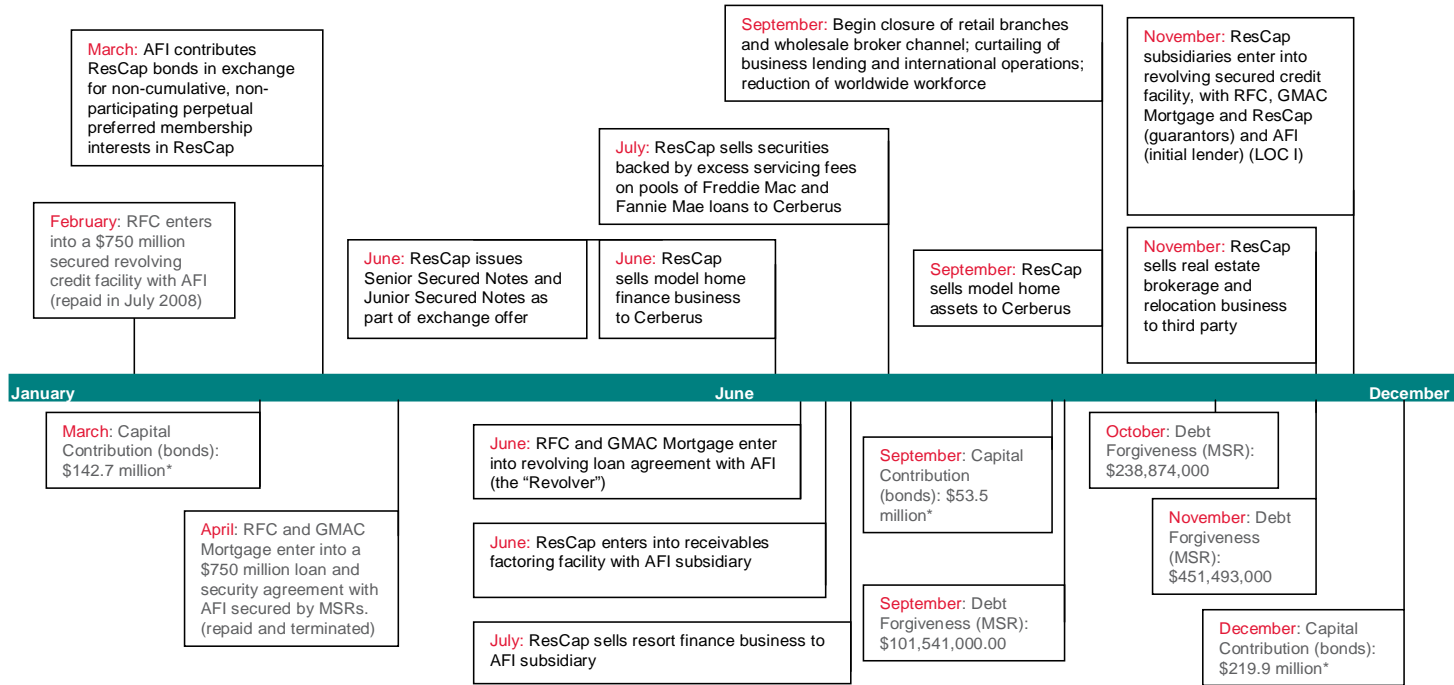 March: AFI contributes
ResCap bonds in exchange
for non-cumulative, non-
participating perpetual
preferred membership
interests in ResCap
September: Begin closure of retail branches
and wholesale broker channel; curtailing of
business lending and international operations;
reduction of worldwide workforce
November: ResCap
subsidiaries enter into
revolving secured credit
facility, with RFC, GMAC
Mortgage and ResCap
(guarantors) and AFI
(initial lender) (LOC I)
July: ResCap sells securities
backed by excess servicing fees
on pools of Freddie Mac and
Fannie Mae loans to Cerberus
February: RFC enters
into a $750 million
secured revolving
credit facility with AFI
(repaid in July 2008)
June: ResCap issues
Senior Secured Notes and
Junior Secured Notes as
part of exchange offer
June: ResCap
sells model home
finance business
to Cerberus
September: ResCap
sells model home
assets to Cerberus
November: ResCap
sells real estate
brokerage and
relocation business
to third party
January
June
December
March: Capital
Contribution (bonds):
$142.7 million*
April: RFC and GMAC
Mortgage enter into a
$750 million loan and
security agreement with
AFI secured by MSRs.
(repaid and terminated)
June: RFC and GMAC Mortgage enter
into revolving loan agreement with AFI
(the “Revolver”)
June: ResCap enters into receivables
factoring facility with AFI subsidiary
July: ResCap sells resort finance business to
AFI subsidiary
September: Capital
Contribution
(bonds): $53.5
million*
September: Debt
Forgiveness (MSR):
$101,541,000.00
October: Debt
Forgiveness (MSR):
$238,874,000
November: Debt
Forgiveness
(MSR):
$451,493,000
December: Capital
Contribution (bonds):
$219.9 million*